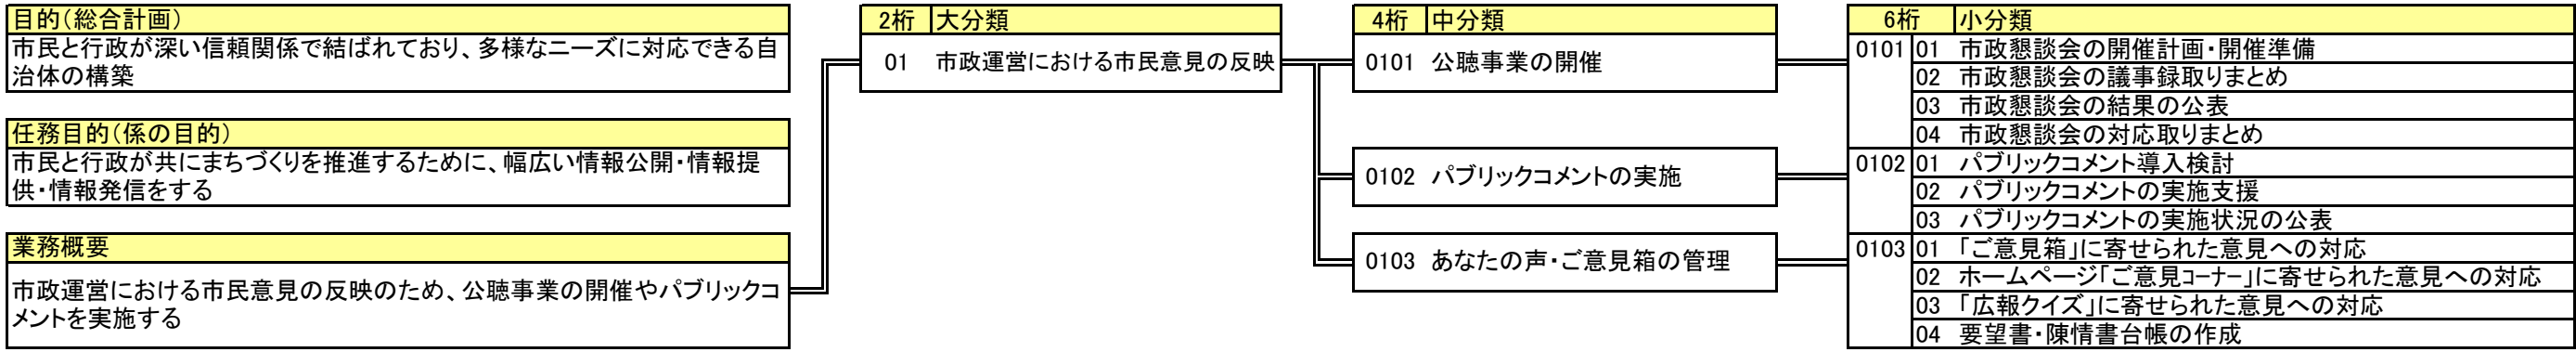 目的(総合計画)
市民と行政が深い信頼関係で結ばれており、多様なニーズに対応できる自
治体の構築
任務目的(係の目的)
市民と行政が共にまちづくりを推進するために、幅広い情報公開・情報提
供・情報発信をする
業務概要
市政運営における市民意見の反映のため、公聴事業の開催やパブリックコ
メントを実施する
2桁 大分類
01 市政運営における市民意見の反映
4桁 中分類
0101 公聴事業の開催
0102 パブリックコメントの実施
0103 あなたの声・ご意見箱の管理
6桁 小分類
0101 01 市政懇談会の開催計画・開催準備
02 市政懇談会の議事録取りまとめ
03 市政懇談会の結果の公表
04 市政懇談会の対応取りまとめ
0102 01 パブリックコメント導入検討
02 パブリックコメントの実施支援
03 パブリックコメントの実施状況の公表
0103 01 「ご意見箱」に寄せられた意見への対応
02 ホームページ「ご意見コーナー」に寄せられた意見への対応
03 「広報クイズ」に寄せられた意見への対応
04 要望書・陳情書台帳の作成